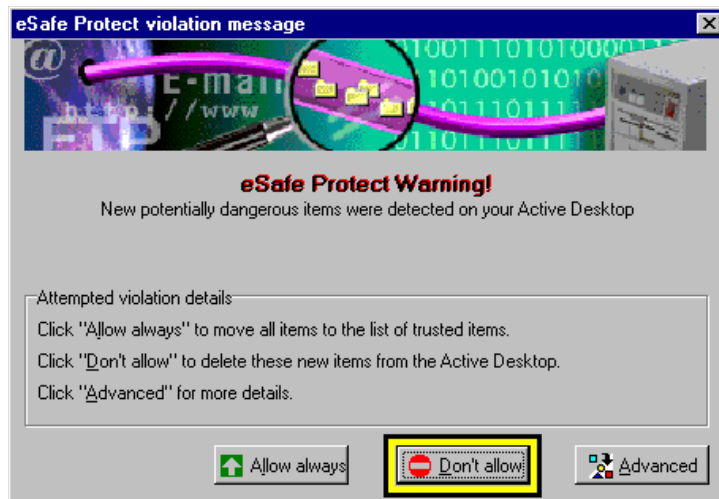 eSafe Protect violation message
@
E-mail
http://www
FTP
eSafe Protect Warning!
New potentially dangerous items were detected on your Active Desktop
Attempted violation details
Click "Allow always" to move all items to the list of trusted items.
Click "Don't allow" to delete these new items from the Active Desktop.
Click "Advanced" for more details.
Allow always
Don't allow
Advanced